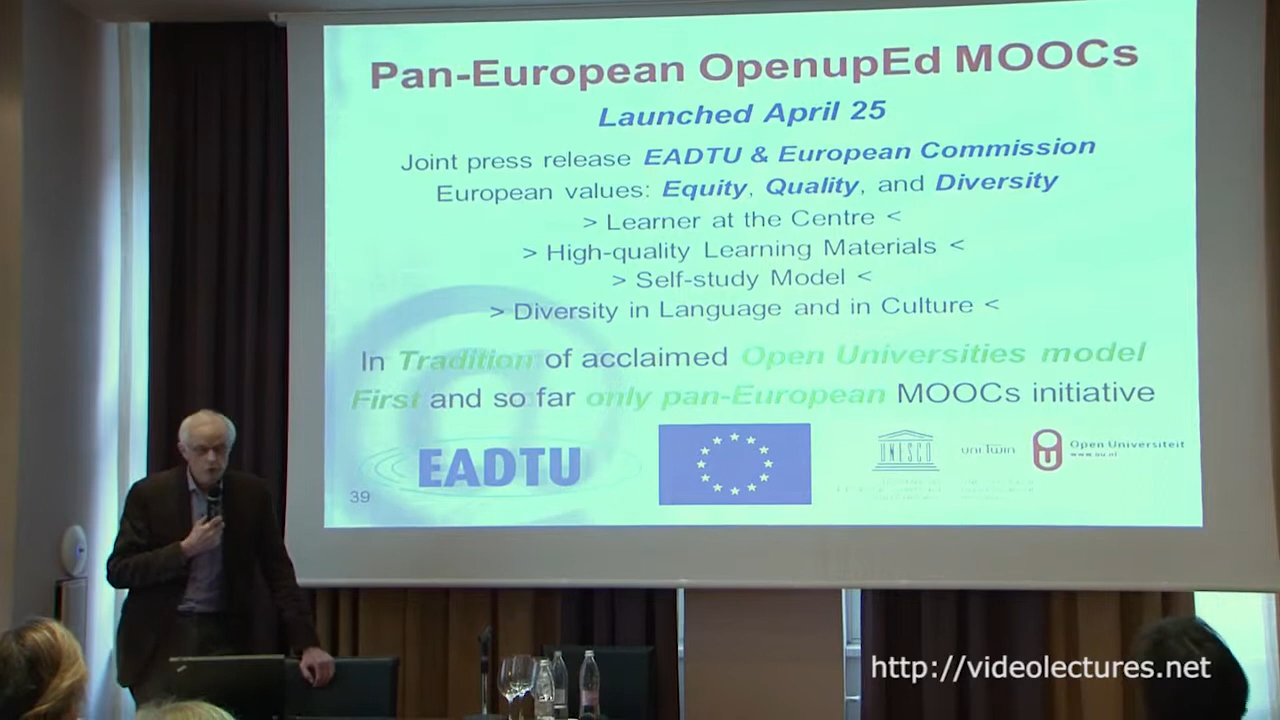 Pan-European OpenupEd MOOCs
Launched April 25
Joint press release EADTU & European Commission
European values: Equity, Quality, and Diversity
> Learner at the Centre <
> High-quality Learning Materials <
> Self-study Model <
> Diversity in Language and in Culture <
In Tradition of acclaimed Open Universities model
First and so far only pan-European MOOCs initiative
EADTU
UNESCO
uniTwin
Open Universiteit
www.ou.nl
39
http://videolectures.net